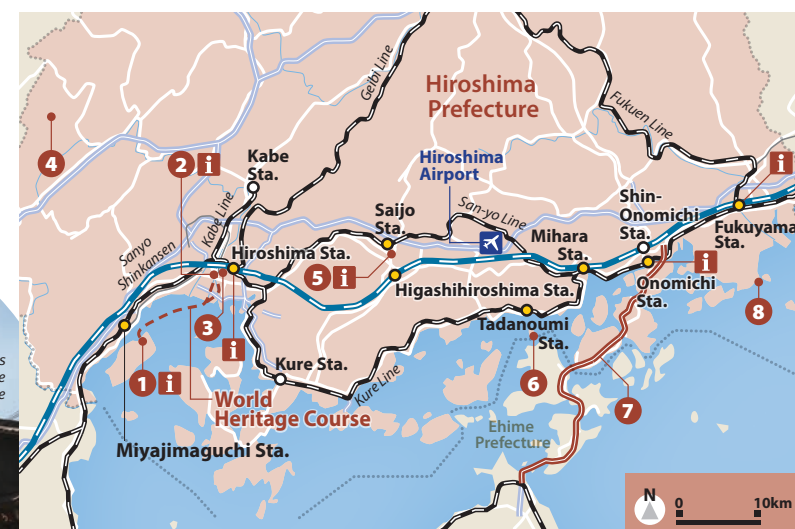 Hiroshima
Prefecture
Geibi Line
Fukuen Line
4
2 i
Kabe
Sta.
Hiroshima
Airport
Kabe Line
Saijo
Sta.
San-yo Line
Shin-
Onomichi
Sta.
i
Sanyo
Shinkansen
Hiroshima Sta.
Mihara
Sta.
Fukuyama
Sta.
5 i
Higashihiroshima Sta.
i
Onomichi
Sta.
8
3
i
Tadanoumi
Sta.
1 i
Kure Sta.
Kure Line
6
7
World
Heritage Course
Ehime
Prefecture
Miyajimaguchi Sta.
N
0 10km
s
e
e